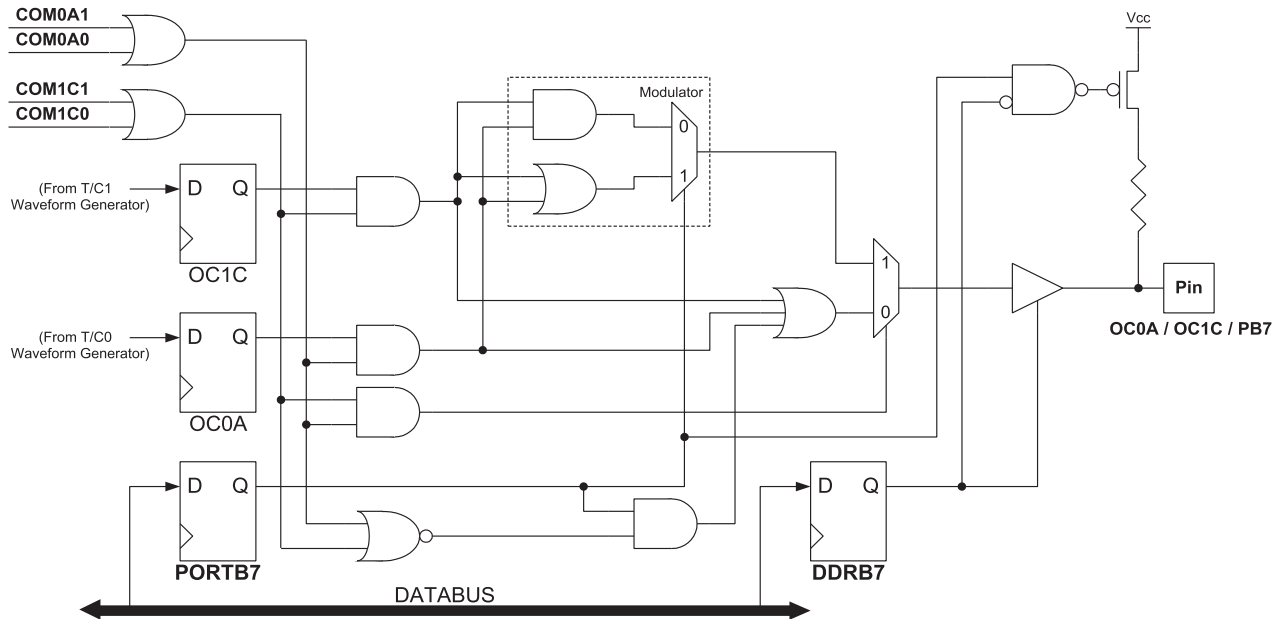 COM0A1
COM0A0
COM1C1
COM1C0
Vcc
Modulator
0
1
(From T/C1
Waveform Generator)
D Q
OC1C
1
0
Pin
OC0A / OC1C / PB7
(From T/C0
Waveform Generator)
D Q
OC0A
D Q
PORTB7
D Q
DDRB7
DATABUS